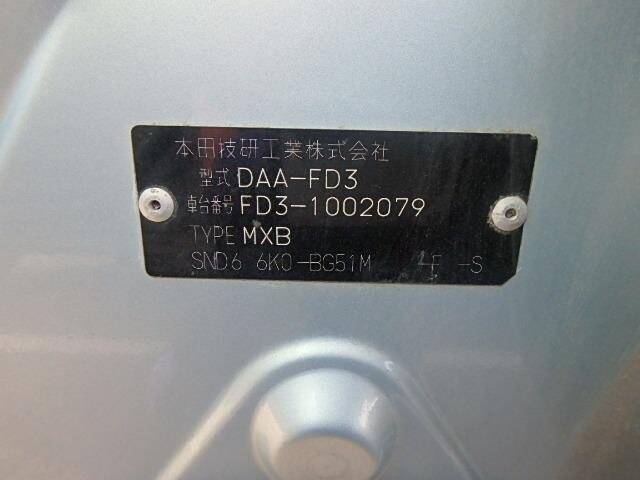 本田技研工業株式会社
型式 DAA-FD3
車台番号 FD3-1002079
TYPE MXB
SND6 6K0-BG51M -F -S